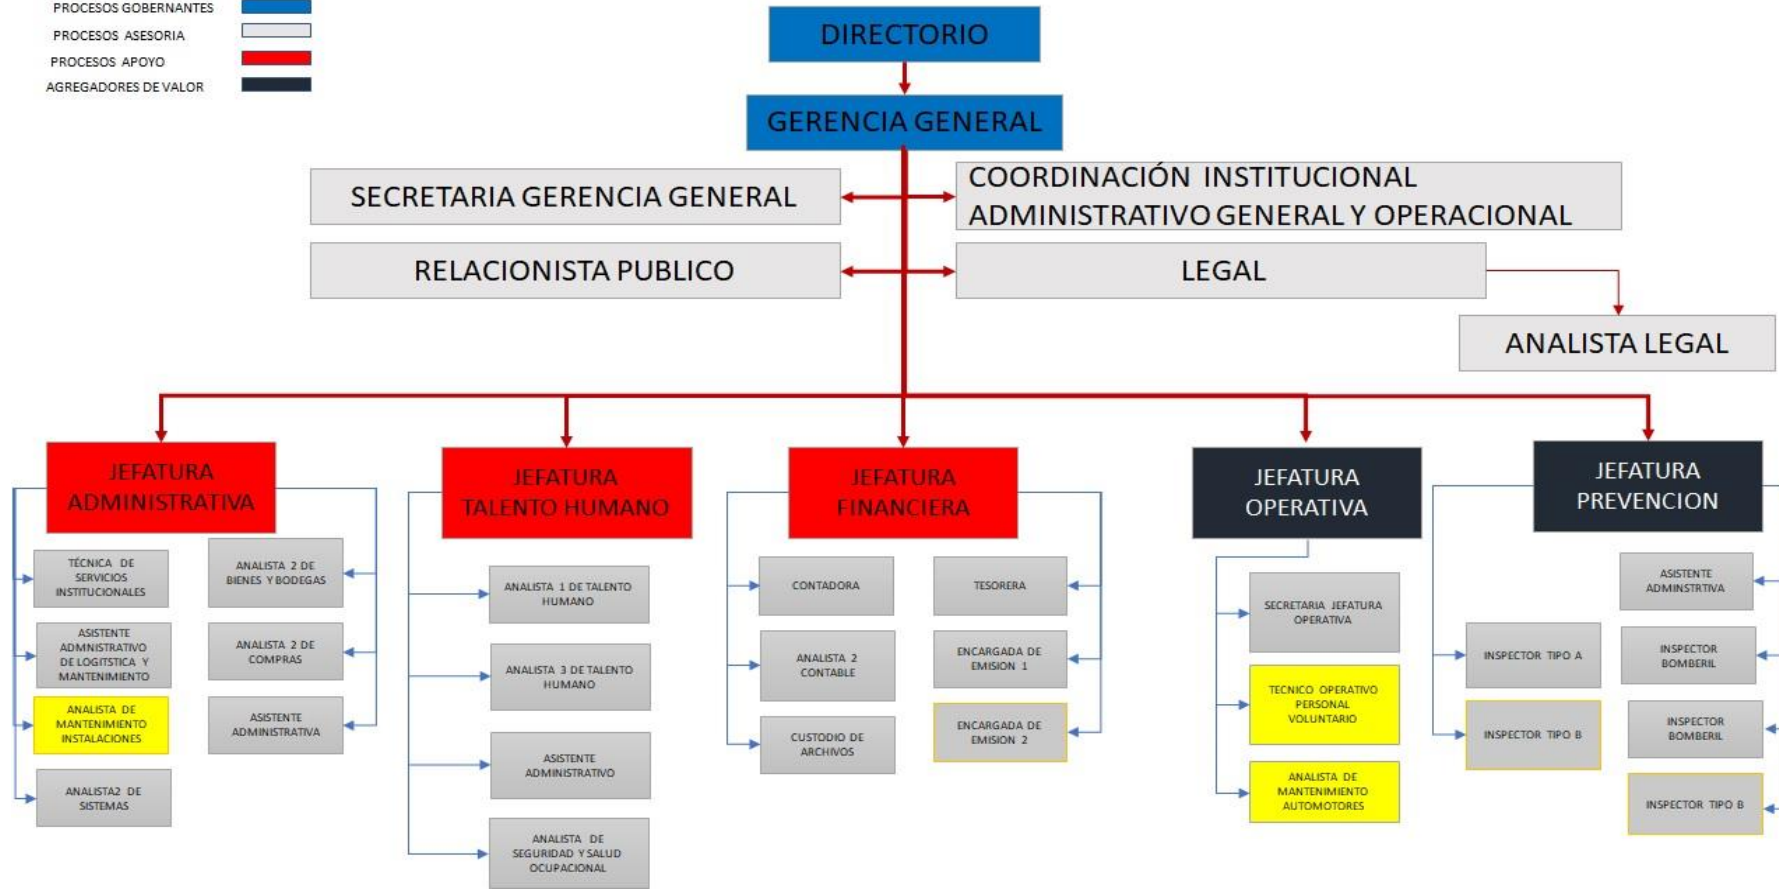 PROCESOS GOBERNANTES
PROCESOS ASESORIA
PROCESOS APOYO
AGREGADORES DE VALOR
DIRECTORIO
GERENCIA GENERAL
SECRETARIA GERENCIA GENERAL
COORDINACIÓN INSTITUCIONAL
ADMINISTRATIVO GENERAL Y OPERACIONAL
RELACIONISTA PUBLICO
LEGAL
ANALISTA LEGAL
JEFATURA
ADMINISTRATIVA
TÉCNICA DE
SERVICIOS
INSTITUCIONALES
ASISTENTE
ADMNISTRATIVO
DE LOGITSTICA Y
MANTENIMIENTO
ANALISTA DE
MANTENIMIENTO
INSTALACIONES
ANALISTA2 DE
SISTEMAS
ANALISTA 2 DE
BIENES Y BODEGAS
ANALISTA 2 DE
COMPRAS
ASISTENTE
ADMINISTRATIVA
JEFATURA
TALENTO HUMANO
ANALISTA 1 DE TALENTO
HUMANO
ANALISTA 3 DE TALENTO
HUMANO
ASISTENTE
ADMINISTRATIVO
ANALISTA DE
SEGURIDAD Y SALUD
OCUPACIONAL
JEFATURA
FINANCIERA
CONTADORA
ANALISTA 2
CONTABLE
CUSTODIO DE
ARCHIVOS
TESORERA
ENCARGADA DE
EMISION 1
ENCARGADA DE
EMISION 2
JEFATURA
OPERATIVA
SECRETARIA JEFATURA
OPERATIVA
TECNICO OPERATIVO
PERSONAL
VOLUNTARIO
ANALISTA DE
MANTENIMIENTO
AUTOMOTORES
JEFATURA
PREVENCION
INSPECTOR TIPO A
INSPECTOR TIPO B
ASISTENTE
ADMINSTRTIVA
INSPECTOR
BOMBERIL
INSPECTOR
BOMBERIL
INSPECTOR TIPO B